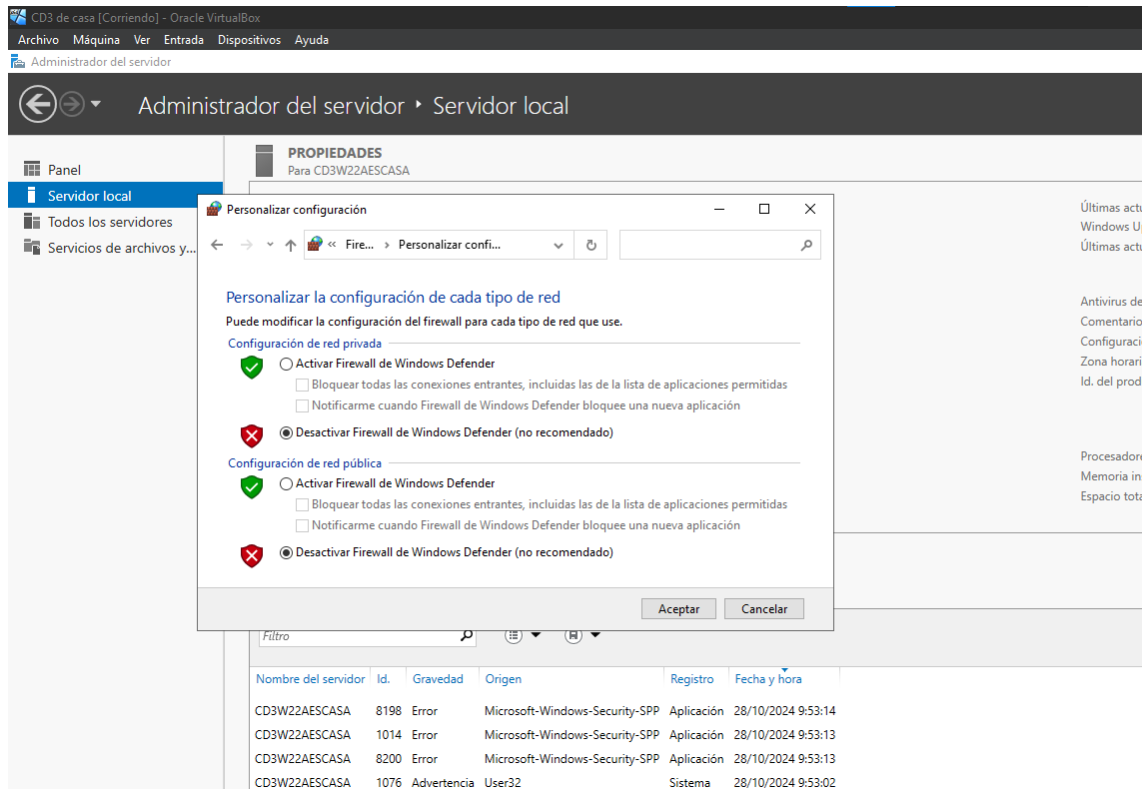 CD3 de casa [Corriendo] - Oracle VirtualBox
Archivo Máquina Ver Entrada Dispositivos Ayuda
Administrador del servidor
Administrador del servidor ‣ Servidor local
Panel
Servidor local
Todos los servidores
Servicios de archivos y...
PROPIEDADES
Para CD3W22AESCASA
Últimas actu
Windows Up
Últimas actu
Antivirus de
Comentario
Configuraci
Zona horari
Id. del prod
Procesadore
Memoria in
Espacio tota
Personalizar configuración
« Fire... › Personalizar confi...
Personalizar la configuración de cada tipo de red
Puede modificar la configuración del firewall para cada tipo de red que use.
Configuración de red privada
Activar Firewall de Windows Defender
Bloquear todas las conexiones entrantes, incluidas las de la lista de aplicaciones permitidas
Notificarme cuando Firewall de Windows Defender bloquee una nueva aplicación
Desactivar Firewall de Windows Defender (no recomendado)
Configuración de red pública
Activar Firewall de Windows Defender
Bloquear todas las conexiones entrantes, incluidas las de la lista de aplicaciones permitidas
Notificarme cuando Firewall de Windows Defender bloquee una nueva aplicación
Desactivar Firewall de Windows Defender (no recomendado)
Aceptar Cancelar
Filtro
Nombre del servidor Id. Gravedad Origen Registro Fecha y hora
CD3W22AESCASA 8198 Error Microsoft-Windows-Security-SPP Aplicación 28/10/2024 9:53:14
CD3W22AESCASA 1014 Error Microsoft-Windows-Security-SPP Aplicación 28/10/2024 9:53:13
CD3W22AESCASA 8200 Error Microsoft-Windows-Security-SPP Aplicación 28/10/2024 9:53:13
CD3W22AESCASA 1076 Advertencia User32 Sistema 28/10/2024 9:53:02